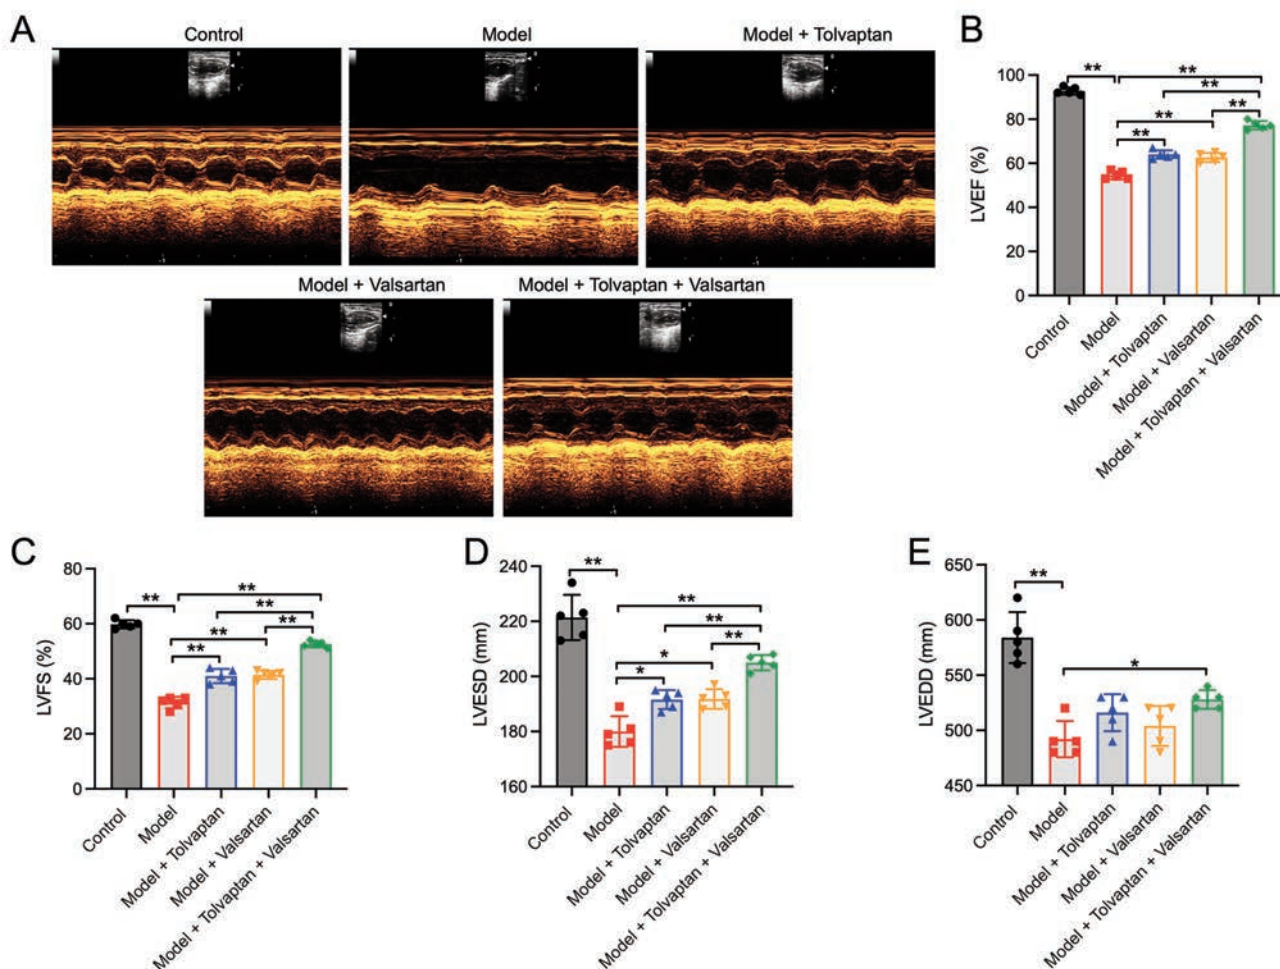 A
Control
Model
Model + Tolvaptan
Model + Valsartan
Model + Tolvaptan + Valsartan
B
LVEF (%)
100
80
60
40
20
0
**
**
**
**
**
**
Control
Model
Model + Tolvaptan
Model + Valsartan
Model + Tolvaptan + Valsartan
C
LVFS (%)
80
60
40
20
0
**
**
**
**
**
**
Control
Model
Model + Tolvaptan
Model + Valsartan
Model + Tolvaptan + Valsartan
D
LVESD (mm)
240
220
200
180
160
**
**
**
**
*
*
Control
Model
Model + Tolvaptan
Model + Valsartan
Model + Tolvaptan + Valsartan
E
LVEDD (mm)
650
600
550
500
450
**
*
Control
Model
Model + Tolvaptan
Model + Valsartan
Model + Tolvaptan + Valsartan